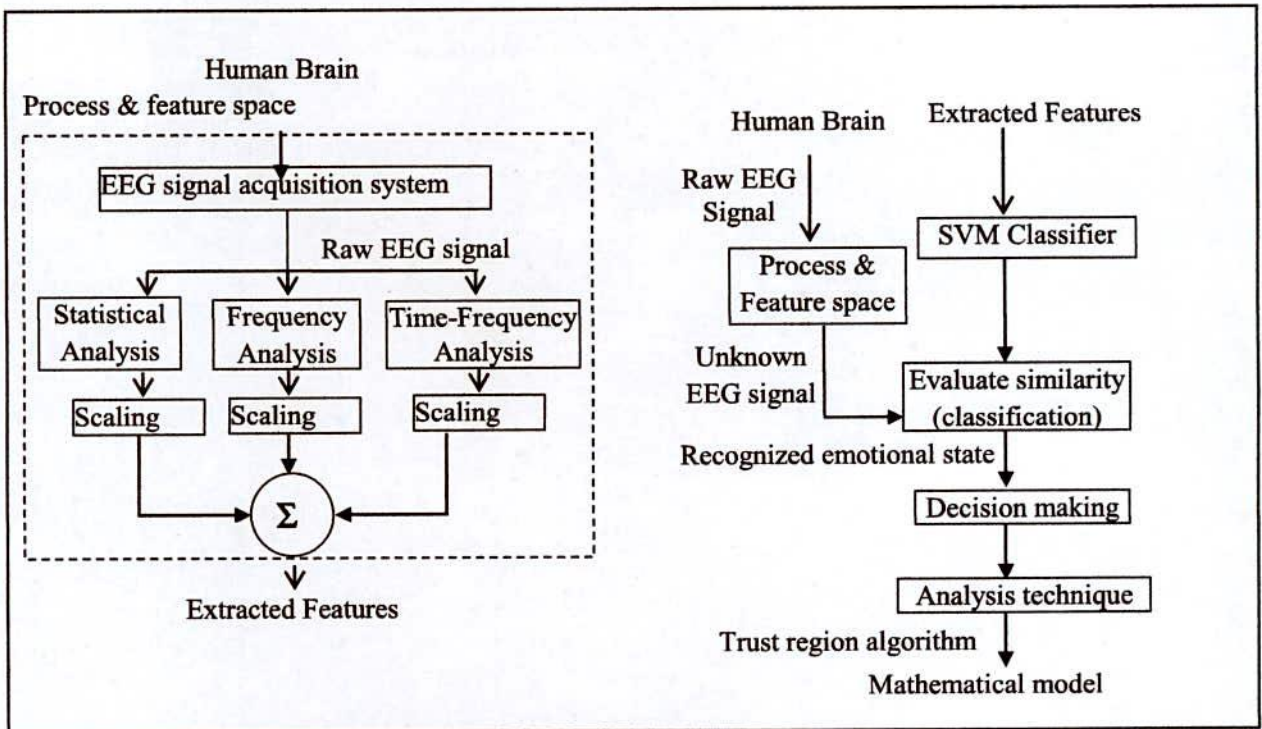 Human Brain
Process & feature space
EEG signal acquisition system
Raw EEG signal
Statistical
Analysis
Frequency
Analysis
Time-Frequency
Analysis
Scaling
Scaling
Scaling
Σ
Extracted Features
Human Brain
Extracted Features
Raw EEG
Signal
SVM Classifier
Process &
Feature space
Unknown
EEG signal
Evaluate similarity
(classification)
Recognized emotional state
Decision making
Analysis technique
Trust region algorithm
Mathematical model